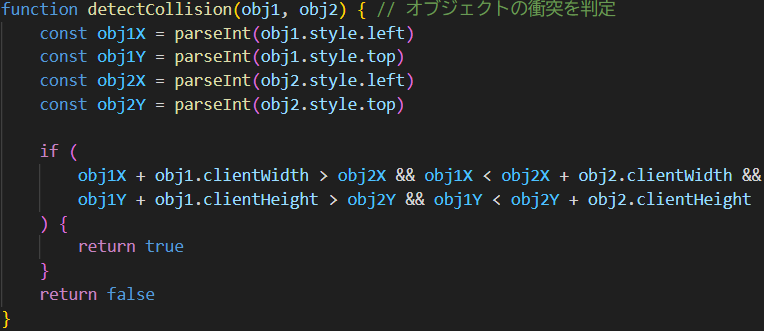 function detectCollision(obj1, obj2) { // オブジェクトの衝突を判定
    const obj1X = parseInt(obj1.style.left)
    const obj1Y = parseInt(obj1.style.top)
    const obj2X = parseInt(obj2.style.left)
    const obj2Y = parseInt(obj2.style.top)

    if (
        obj1X + obj1.clientWidth > obj2X && obj1X < obj2X + obj2.clientWidth &&
        obj1Y + obj1.clientHeight > obj2Y && obj1Y < obj2Y + obj2.clientHeight
    ) {
        return true
    }
    return false
}